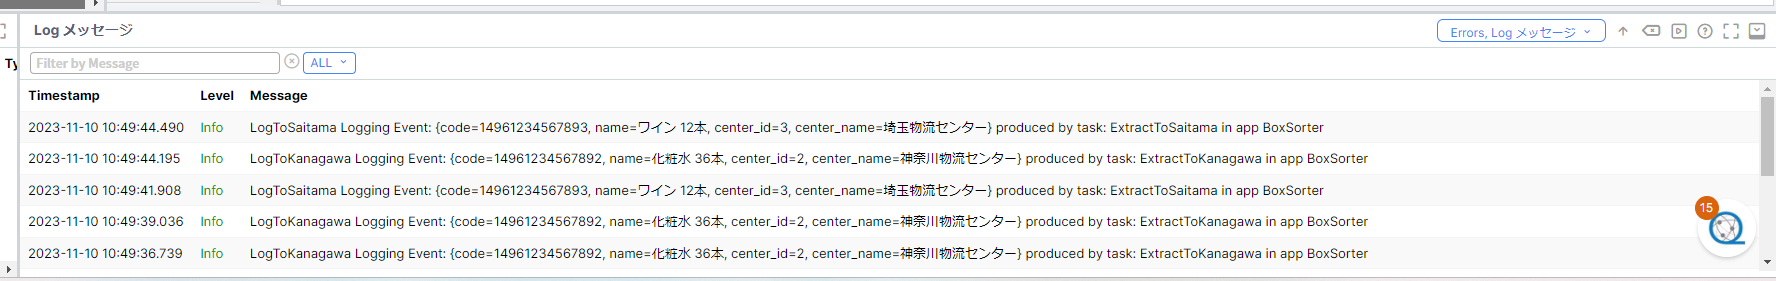 Log メッセージ
Errors, Log メッセージ
Ty
Filter by Message
ALL
Timestamp Level Message
2023-11-10 10:49:44.490 Info LogToSaitama Logging Event: {code=14961234567893, name=ワイン 12本, center_id=3, center_name=埼玉物流センター} produced by task: ExtractToSaitama in app BoxSorter
2023-11-10 10:49:44.195 Info LogToKanagawa Logging Event: {code=14961234567892, name=化粧水 36本, center_id=2, center_name=神奈川物流センター} produced by task: ExtractToKanagawa in app BoxSorter
2023-11-10 10:49:41.908 Info LogToSaitama Logging Event: {code=14961234567893, name=ワイン 12本, center_id=3, center_name=埼玉物流センター} produced by task: ExtractToSaitama in app BoxSorter
2023-11-10 10:49:39.036 Info LogToKanagawa Logging Event: {code=14961234567892, name=化粧水 36本, center_id=2, center_name=神奈川物流センター} produced by task: ExtractToKanagawa in app BoxSorter
2023-11-10 10:49:36.739 Info LogToKanagawa Logging Event: {code=14961234567892, name=化粧水 36本, center_id=2, center_name=神奈川物流センター} produced by task: ExtractToKanagawa in app BoxSorter
15